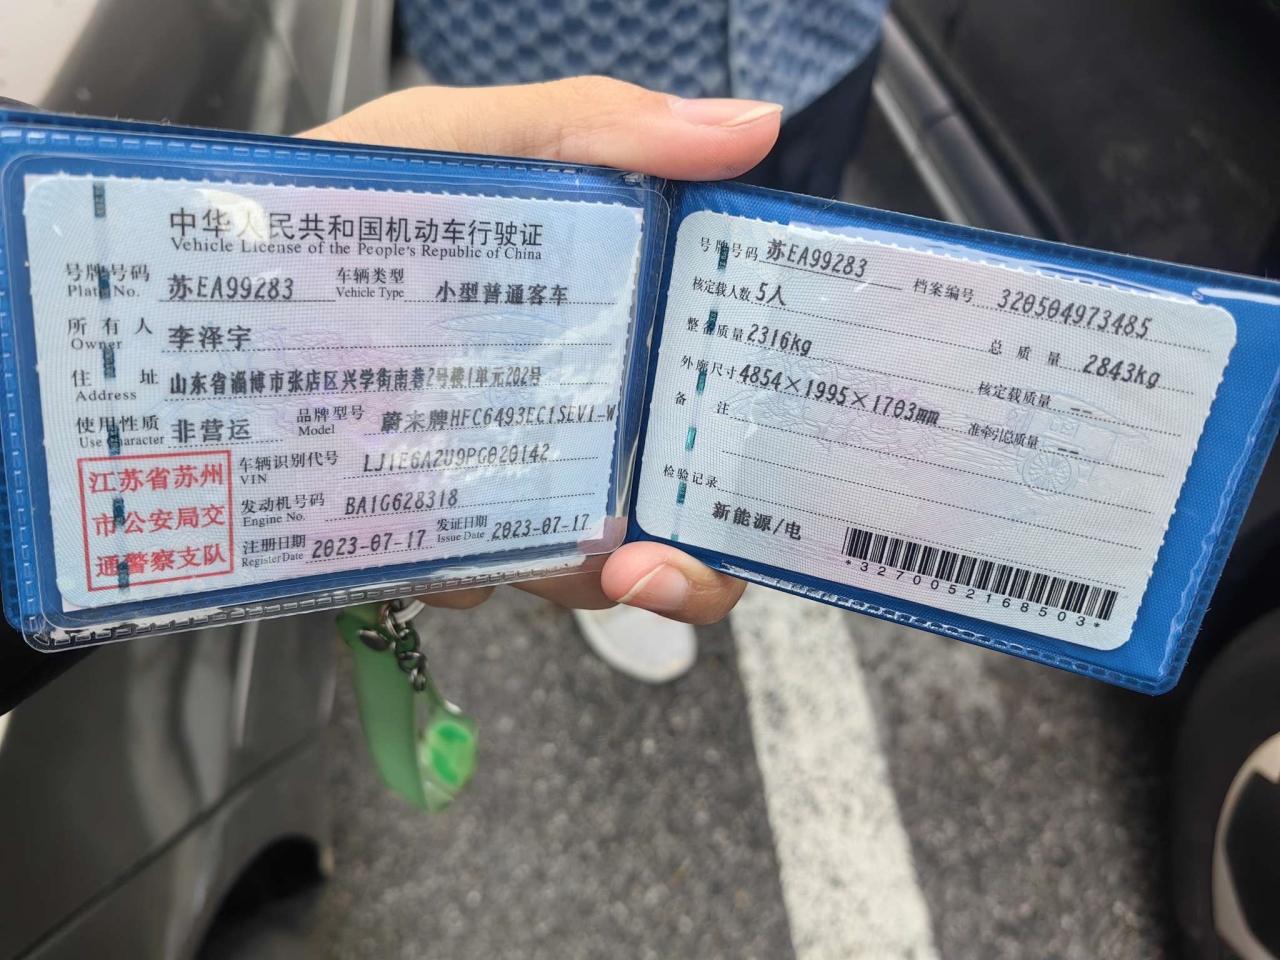 中华人民共和国机动车行驶证
Vehicle License of the People's Republic of China
号牌号码 Plate No. 苏EA99283 车辆类型 Vehicle Type 小型普通客车
所有人 Owner 李泽宇
住址 Address 山东省淄博市张店区兴学街南巷2号楼1单元202号
使用性质 Use Character 非营运 品牌型号 Model 蔚来牌HFC6493EC1SEV1-W
车辆识别代号 VIN LJ1E6A2U9PG020142
发动机号码 Engine No. BA1G628318
注册日期 Register Date 2023-07-17 发证日期 Issue Date 2023-07-17
江苏省苏州
市公安局交
通警察支队
号牌号码 苏EA99283 档案编号 320504973485
核定载人数 5人 总质量 2843kg
整备质量 2316kg 核定载质量 --
外廓尺寸 4854×1995×1703mm 准牵引总质量 --
备注
检验记录
新能源/电
*3270052168503*